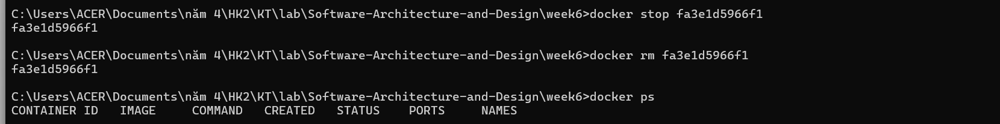 C:\Users\ACER\Documents\năm 4\HK2\KT\lab\Software-Architecture-and-Design\week6>docker stop fa3e1d5966f1
fa3e1d5966f1
C:\Users\ACER\Documents\năm 4\HK2\KT\lab\Software-Architecture-and-Design\week6>docker rm fa3e1d5966f1
fa3e1d5966f1
C:\Users\ACER\Documents\năm 4\HK2\KT\lab\Software-Architecture-and-Design\week6>docker ps
CONTAINER ID   IMAGE     COMMAND   CREATED   STATUS    PORTS     NAMES